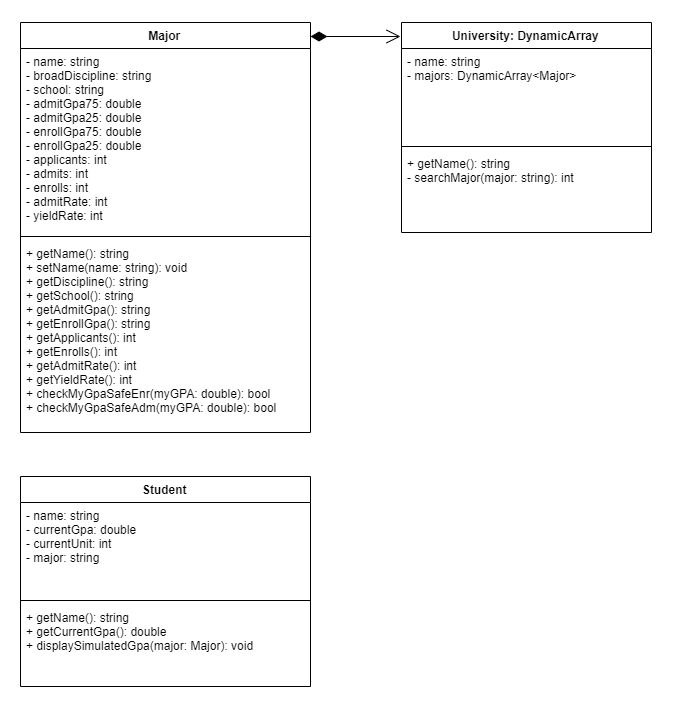 Major
- name: string
- broadDiscipline: string
- school: string
- admitGpa75: double
- admitGpa25: double
- enrollGpa75: double
- enrollGpa25: double
- applicants: int
- admits: int
- enrolls: int
- admitRate: int
- yieldRate: int
+ getName(): string
+ setName(name: string): void
+ getDiscipline(): string
+ getSchool(): string
+ getAdmitGpa(): string
+ getEnrollGpa(): string
+ getApplicants(): int
+ getEnrolls(): int
+ getAdmitRate(): int
+ getYieldRate(): int
+ checkMyGpaSafeEnr(myGPA: double): bool
+ checkMyGpaSafeAdm(myGPA: double): bool
University: DynamicArray
- name: string
- majors: DynamicArray<Major>
+ getName(): string
- searchMajor(major: string): int
Student
- name: string
- currentGpa: double
- currentUnit: int
- major: string
+ getName(): string
+ getCurrentGpa(): double
+ displaySimulatedGpa(major: Major): void